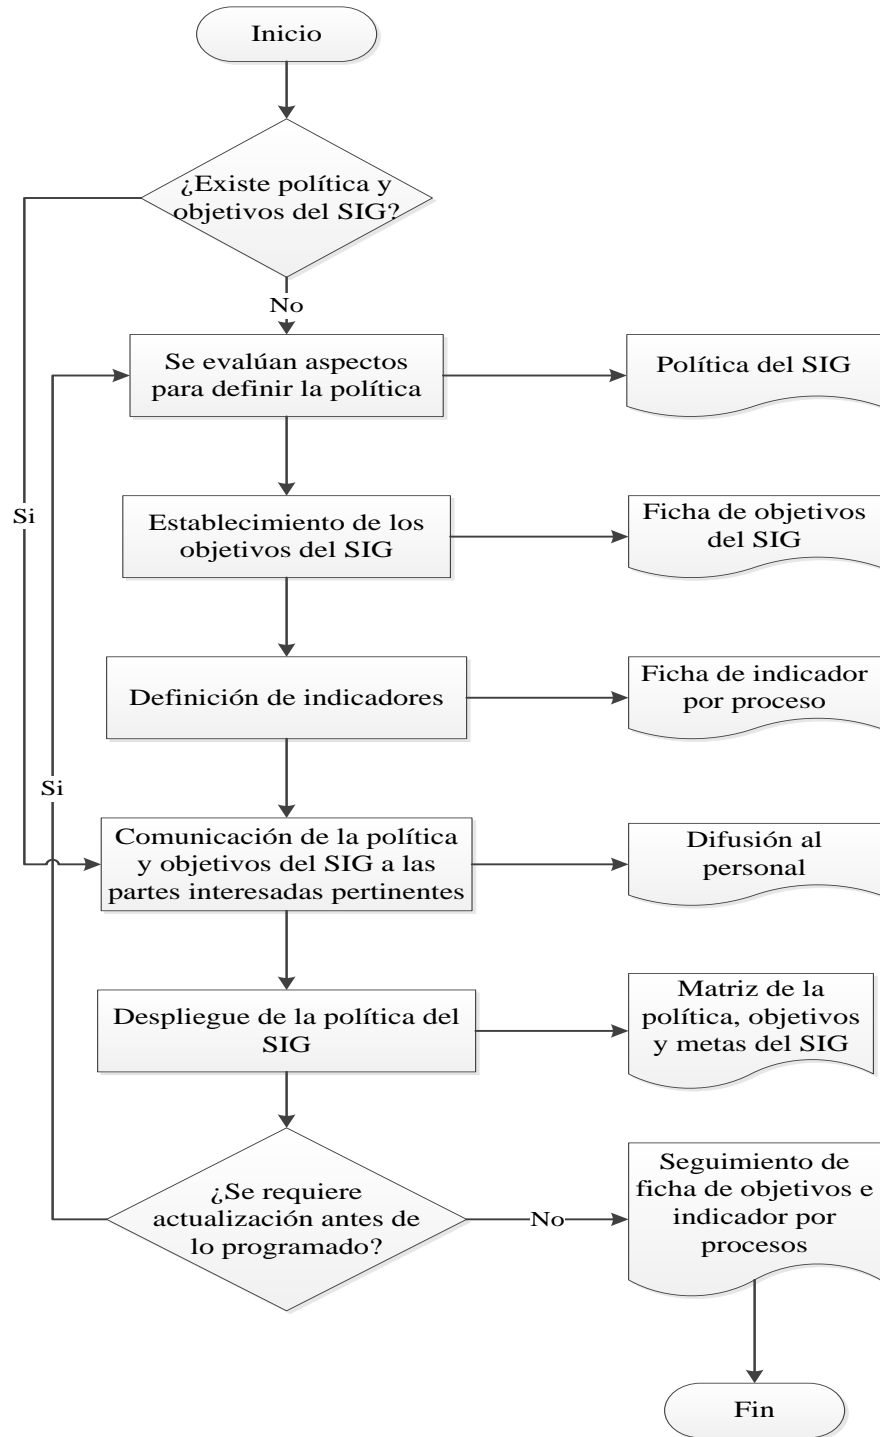 Inicio
¿Existe política y
objetivos del SIG?
No
Se evalúan aspectos
para definir la política
Política del SIG
Si
Establecimiento de los
objetivos del SIG
Ficha de objetivos
del SIG
Definición de indicadores
Ficha de indicador
por proceso
Si
Comunicación de la política
y objetivos del SIG a las
partes interesadas pertinentes
Difusión al
personal
Despliegue de la política del
SIG
Matriz de la
política, objetivos
y metas del SIG
¿Se requiere
actualización antes de
lo programado?
No
Seguimiento de
ficha de objetivos e
indicador por
procesos
Fin